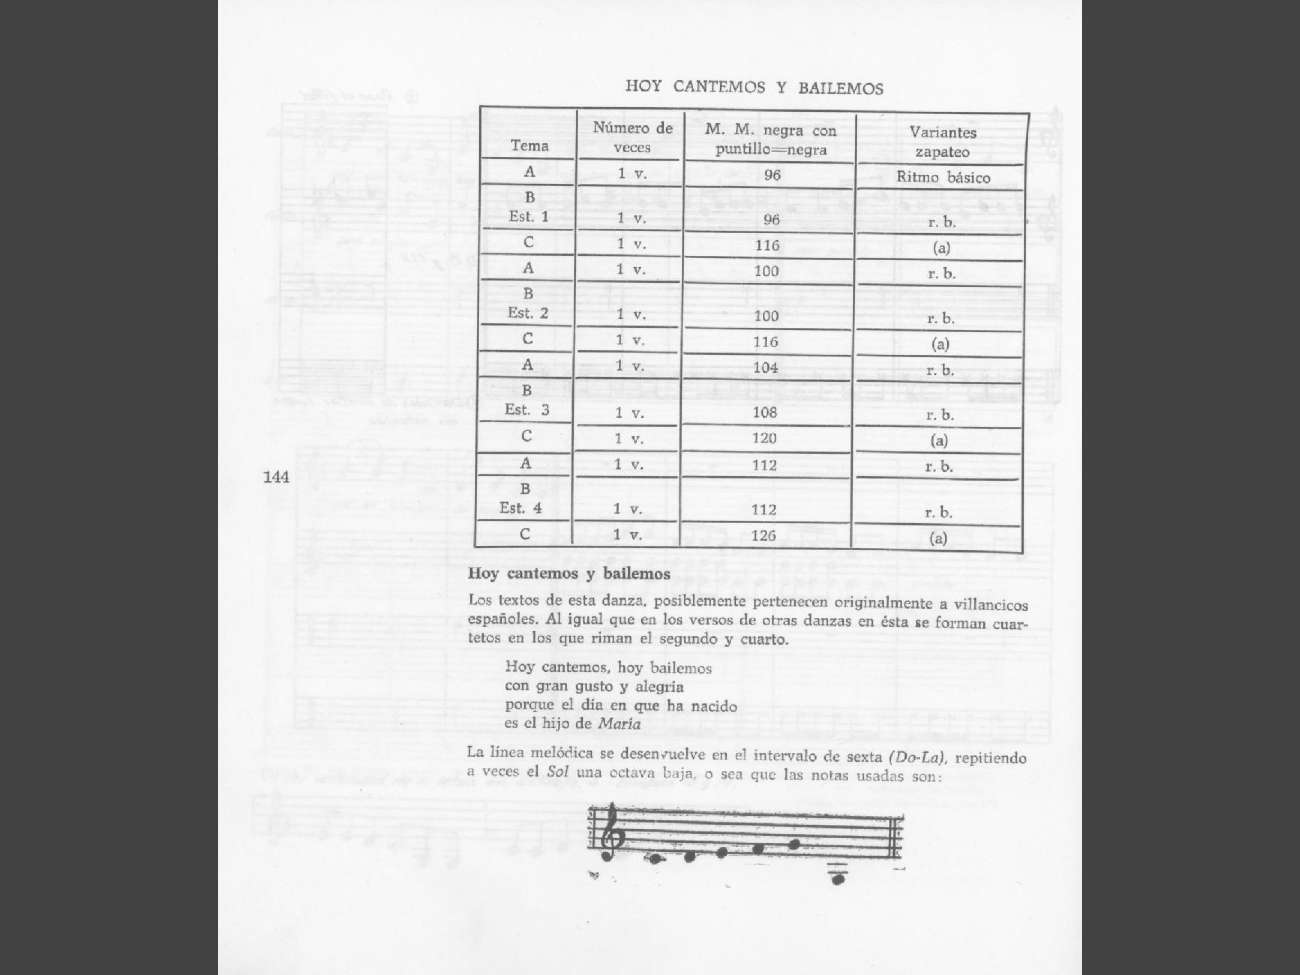 HOY CANTEMOS Y BAILEMOS
Tema Número de veces M. M. negra con puntillo=negra Variantes zapateo
A 1 v. 96 Ritmo básico
B
Est. 1 1 v. 96 r. b.
C 1 v. 116 (a)
A 1 v. 100 r. b.
B
Est. 2 1 v. 100 r. b.
C 1 v. 116 (a)
A 1 v. 104 r. b.
B
Est. 3 1 v. 108 r. b.
C 1 v. 120 (a)
A 1 v. 112 r. b.
B
Est. 4 1 v. 112 r. b.
C 1 v. 126 (a)
144
Hoy cantemos y bailemos
Los textos de esta danza, posiblemente pertenecen originalmente a villancicos
españoles. Al igual que en los versos de otras danzas en ésta se forman cuar-
tetos en los que riman el segundo y cuarto.
Hoy cantemos, hoy bailemos
con gran gusto y alegría
porque el día en que ha nacido
es el hijo de María
La línea melódica se desenvuelve en el intervalo de sexta (Do-La), repitiendo
a veces el Sol una octava baja, o sea que las notas usadas son: